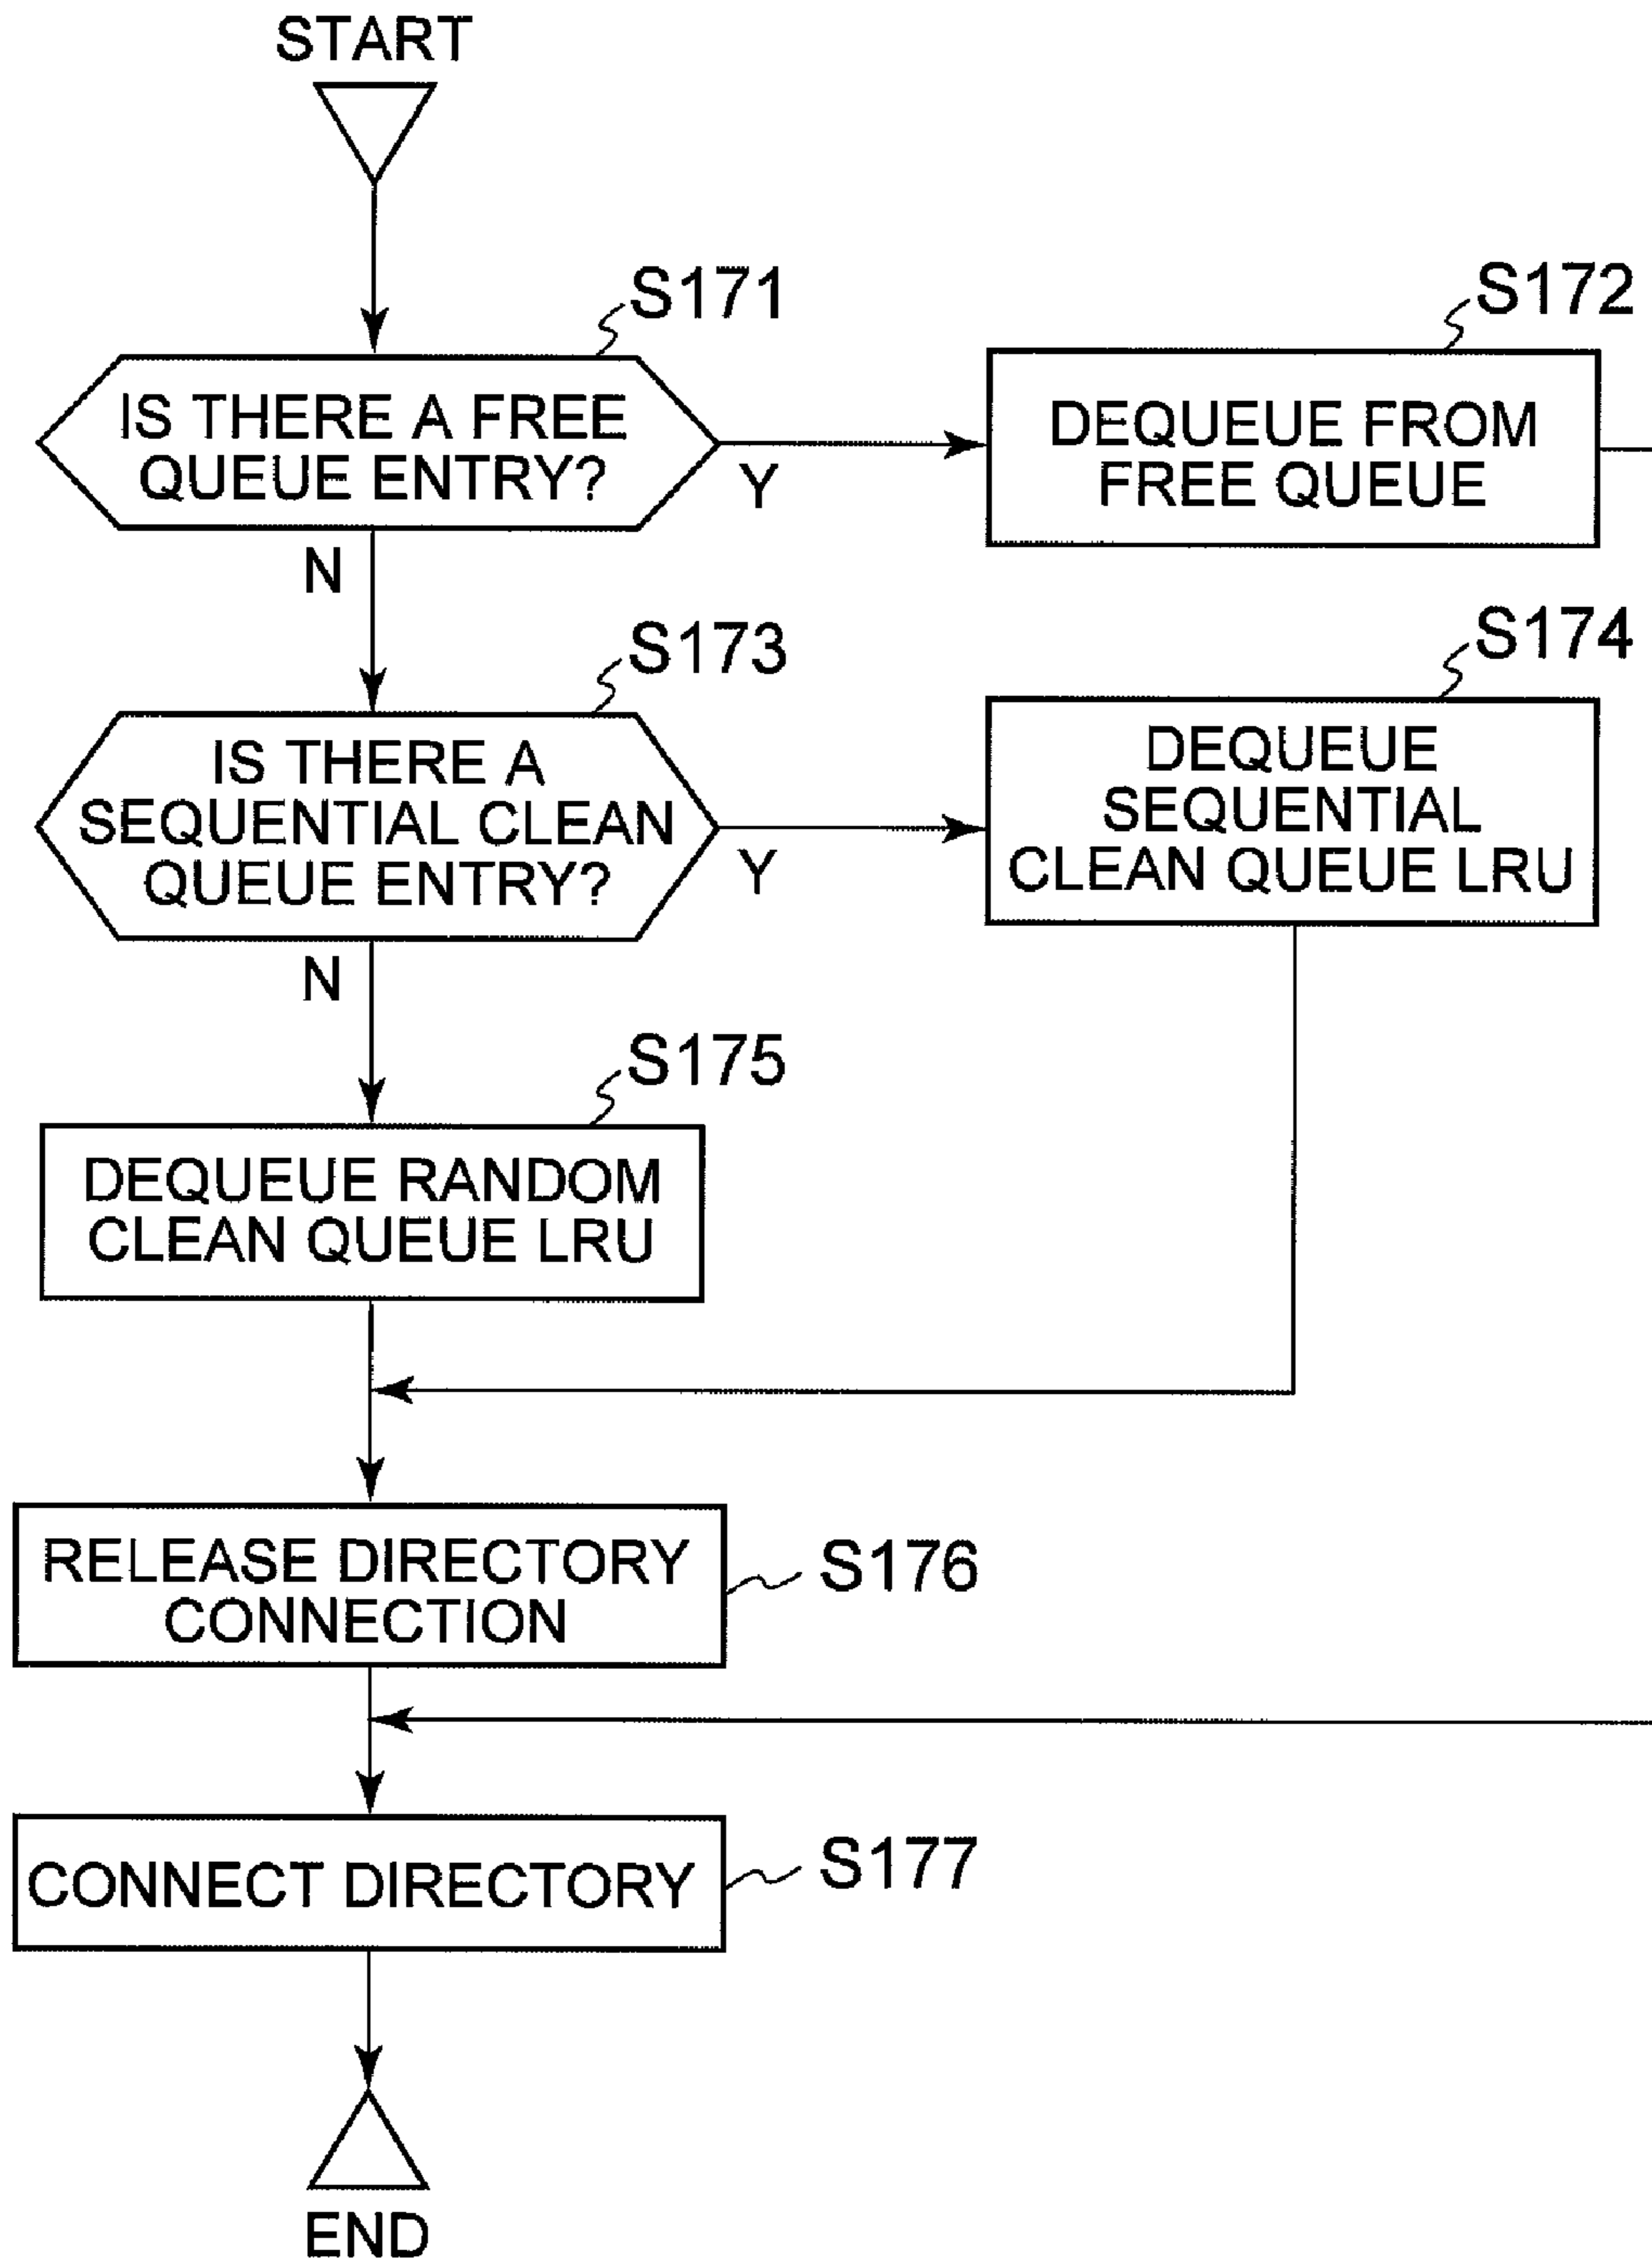 START
S171
IS THERE A FREE
QUEUE ENTRY?
Y
N
S172
DEQUEUE FROM
FREE QUEUE
S173
IS THERE A
SEQUENTIAL CLEAN
QUEUE ENTRY?
Y
N
S174
DEQUEUE
SEQUENTIAL
CLEAN QUEUE LRU
S175
DEQUEUE RANDOM
CLEAN QUEUE LRU
RELEASE DIRECTORY
CONNECTION
S176
CONNECT DIRECTORY
S177
END